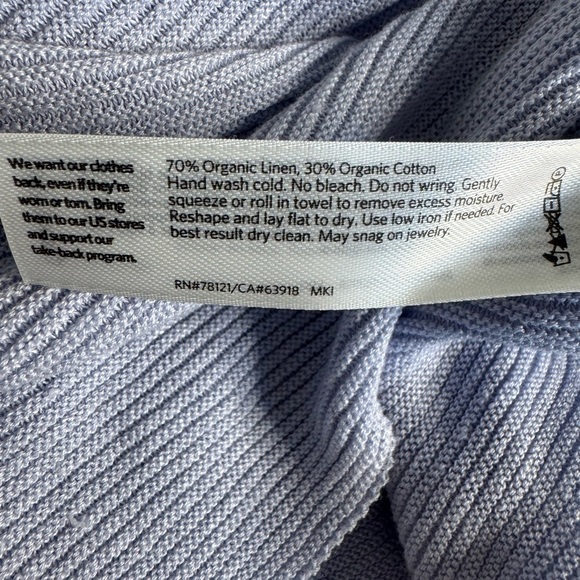 We want our clothes
back, even if they're
worn or torn. Bring
them to our US stores
and support our
take-back program.
70% Organic Linen, 30% Organic Cotton
Hand wash cold. No bleach. Do not wring. Gently
squeeze or roll in towel to remove excess moisture.
Reshape and lay flat to dry. Use low iron if needed. For
best result dry clean. May snag on jewelry.
RN#78121/CA#63918 MKI